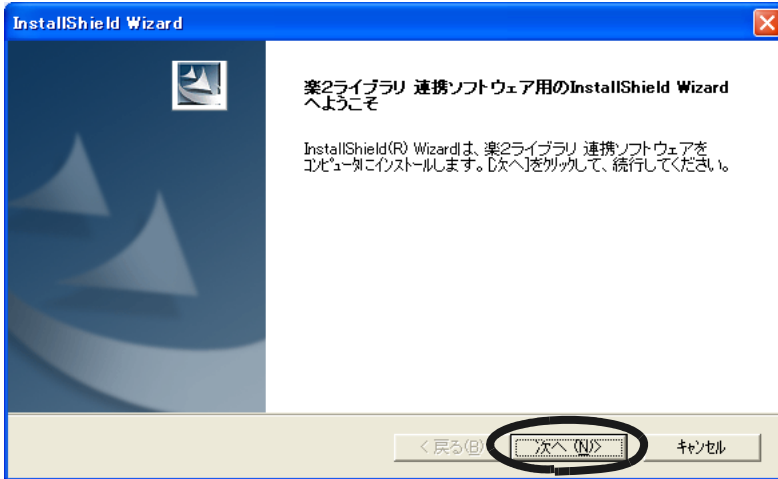 InstallShield Wizard
楽2ライブラリ 連携ソフトウェア用のInstallShield Wizard
へようこそ
InstallShield(R) Wizardは、楽2ライブラリ 連携ソフトウェアを
コンピュータにインストールします。[次へ]をクリックして、続行してください。
< 戻る(B)
次へ (N)>
キャンセル